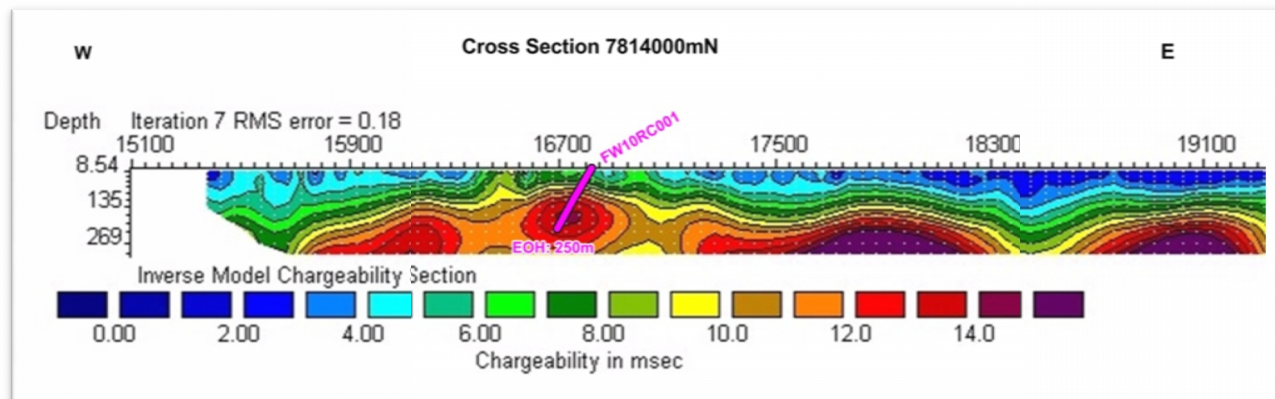 W Cross Section 7814000mN E
Depth Iteration 7 RMS error = 0.18
15100 15900 16700 17500 18300 19100
FW10RC001
8.54
135
269
EOH: 250m
Inverse Model Chargeability Section
0.00 2.00 4.00 6.00 8.00 10.0 12.0 14.0
Chargeability in msec